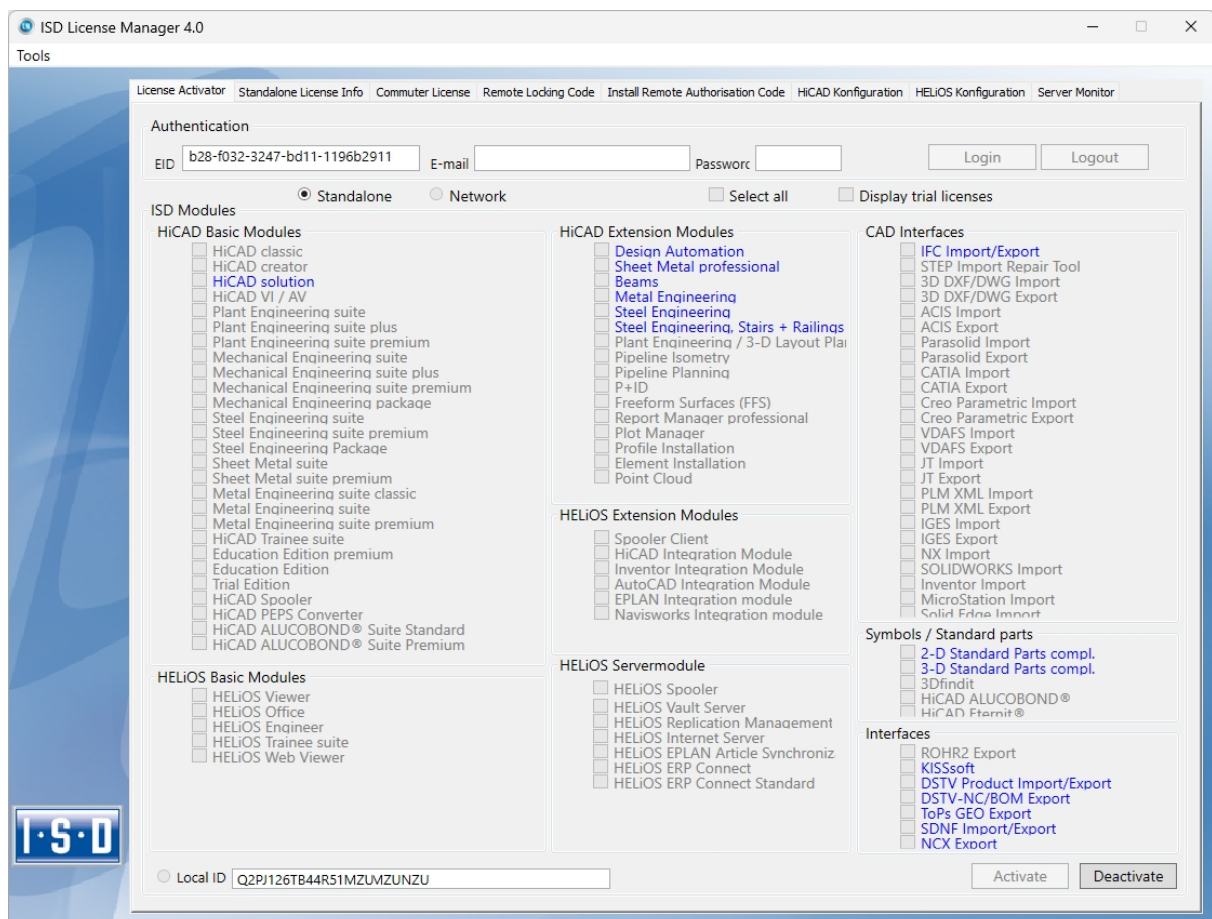 ISD License Manager 4.0
Tools
License Activator Standalone License Info Commuter License Remote Locking Code Install Remote Authorisation Code HiCAD Konfiguration HELiOS Konfiguration Server Monitor
Authentication
EID b28-f032-3247-bd11-1196b2911 E-mail Passworc Login Logout
Standalone Network Select all Display trial licenses
ISD Modules
HiCAD Basic Modules
HiCAD classic
HiCAD creator
HiCAD solution
HiCAD VI / AV
Plant Engineering suite
Plant Engineering suite plus
Plant Engineering suite premium
Mechanical Engineering suite
Mechanical Engineering suite plus
Mechanical Engineering suite premium
Mechanical Engineering package
Steel Engineering suite
Steel Engineering suite premium
Steel Engineering Package
Sheet Metal suite
Sheet Metal suite premium
Metal Engineering suite classic
Metal Engineering suite
Metal Engineering suite premium
HiCAD Trainee suite
Education Edition premium
Education Edition
Trial Edition
HiCAD Spooler
HiCAD PEPS Converter
HiCAD ALUCOBOND® Suite Standard
HiCAD ALUCOBOND® Suite Premium
HELiOS Basic Modules
HELiOS Viewer
HELiOS Office
HELiOS Engineer
HELiOS Trainee suite
HELiOS Web Viewer
HiCAD Extension Modules
Design Automation
Sheet Metal professional
Beams
Metal Engineering
Steel Engineering
Steel Engineering, Stairs + Railings
Plant Engineering / 3-D Layout Plai
Pipeline Isometry
Pipeline Planning
P+ID
Freeform Surfaces (FFS)
Report Manager professional
Plot Manager
Profile Installation
Element Installation
Point Cloud
HELiOS Extension Modules
Spooler Client
HiCAD Integration Module
Inventor Integration Module
AutoCAD Integration Module
EPLAN Integration module
Navisworks Integration module
HELiOS Servermodule
HELiOS Spooler
HELiOS Vault Server
HELiOS Replication Management
HELiOS Internet Server
HELiOS EPLAN Article Synchroniz
HELiOS ERP Connect
HELiOS ERP Connect Standard
CAD Interfaces
IFC Import/Export
STEP Import Repair Tool
3D DXF/DWG Import
3D DXF/DWG Export
ACIS Import
ACIS Export
Parasolid Import
Parasolid Export
CATIA Import
CATIA Export
Creo Parametric Import
Creo Parametric Export
VDAFS Import
VDAFS Export
JT Import
JT Export
PLM XML Import
PLM XML Export
IGES Import
IGES Export
NX Import
SOLIDWORKS Import
Inventor Import
MicroStation Import
Solid Edge Import
Symbols / Standard parts
2-D Standard Parts compl.
3-D Standard Parts compl.
3Dfindit
HiCAD ALUCOBOND®
HiCAD Eternit®
Interfaces
ROHR2 Export
KISSsoft
DSTV Product Import/Export
DSTV-NC/BOM Export
ToPs GEO Export
SDNF Import/Export
NCX Export
I·S·D
Local ID Q2PJ126TB44R51MZUMZUNZU Activate Deactivate